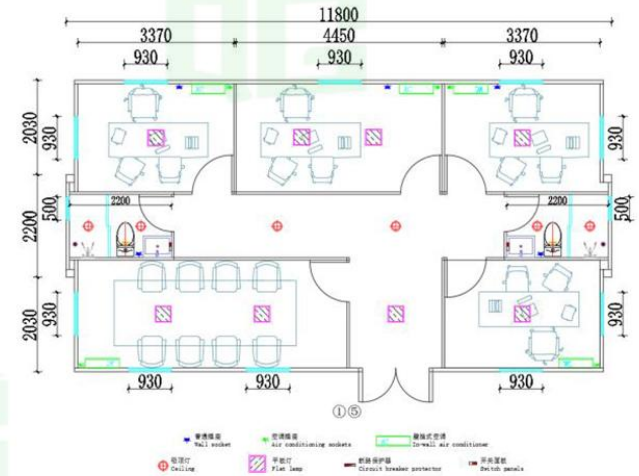 11800
3370 4450 3370
930 930 930
2030 930 930
2200 500 2200 2200 500
2030 930 930
930 930 930
①⑤
普通插座 空调插座 壁挂式空调
Wall socket Air conditioning sockets In-wall air conditioner
吸顶灯 平板灯 断路保护器 开关面板
Ceiling Flat lamp Circuit breaker protector Switch panels